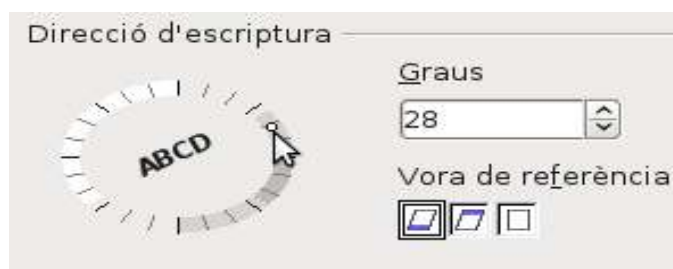 Direcció d'escriptura
ABCD
Graus
28
Vora de referència